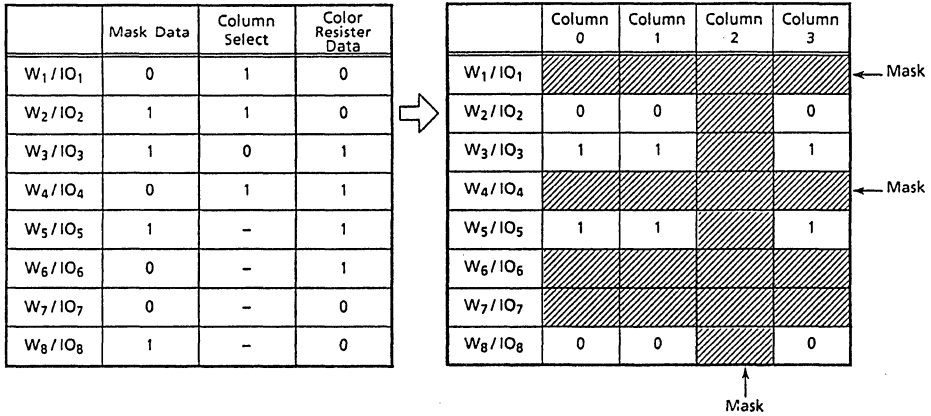 Mask Data Column Select Color Resister Data
W1/IO1 0 1 0
W2/IO2 1 1 0
W3/IO3 1 0 1
W4/IO4 0 1 1
W5/IO5 1 – 1
W6/IO6 0 – 1
W7/IO7 0 – 0
W8/IO8 1 – 0
Column 0 Column 1 Column 2 Column 3
W1/IO1 Mask
W2/IO2 0 0 0
W3/IO3 1 1 1
W4/IO4 Mask
W5/IO5 1 1 1
W6/IO6
W7/IO7
W8/IO8 0 0 0
Mask